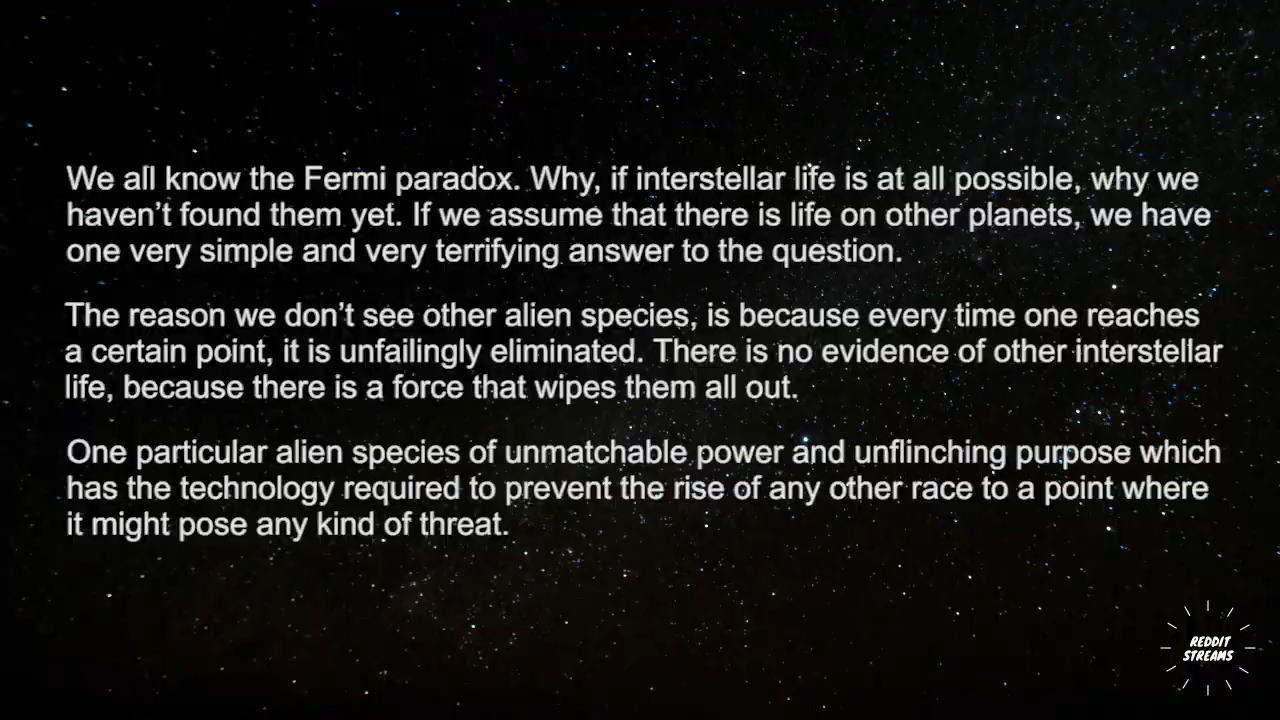 We all know the Fermi paradox. Why, if interstellar life is at all possible, why we
haven't found them yet. If we assume that there is life on other planets, we have
one very simple and very terrifying answer to the question.
The reason we don't see other alien species, is because every time one reaches
a certain point, it is unfailingly eliminated. There is no evidence of other interstellar
life, because there is a force that wipes them all out.
One particular alien species of unmatchable power and unflinching purpose which
has the technology required to prevent the rise of any other race to a point where
it might pose any kind of threat.
REDDIT
STREAMS